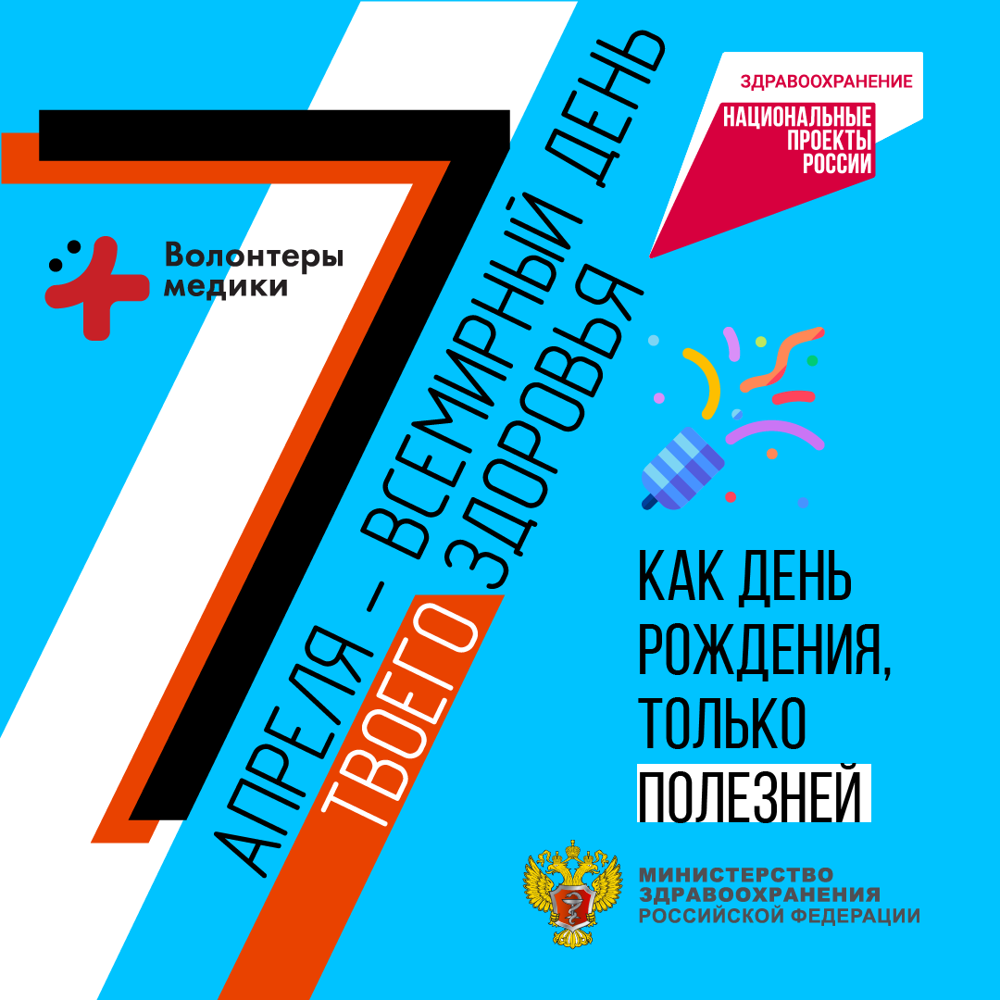 7
АПРЕЛЯ – ВСЕМИРНЫЙ ДЕНЬ
ТВОЕГО ЗДОРОВЬЯ
Волонтеры
медики
ЗДРАВООХРАНЕНИЕ
НАЦИОНАЛЬНЫЕ
ПРОЕКТЫ
РОССИИ
КАК ДЕНЬ
РОЖДЕНИЯ,
ТОЛЬКО
ПОЛЕЗНЕЙ
МИНИСТЕРСТВО
ЗДРАВООХРАНЕНИЯ
РОССИЙСКОЙ ФЕДЕРАЦИИ